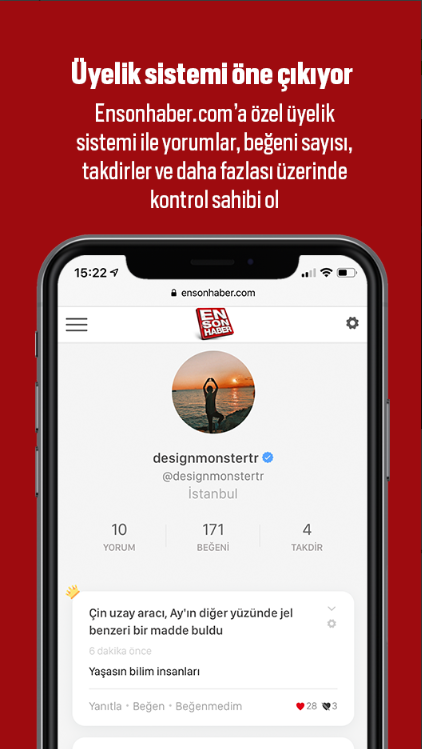 Üyelik sistemi öne çıkıyor
Ensonhaber.com'a özel üyelik
sistemi ile yorumlar, beğeni sayısı,
takdirler ve daha fazlası üzerinde
kontrol sahibi ol
15:22
ensonhaber.com
EN
SON
HABER
designmonstertr
@designmonstertr
İstanbul
10 171 4
YORUM BEĞENİ TAKDİR
Çin uzay aracı, Ay'ın diğer yüzünde jel
benzeri bir madde buldu
6 dakika önce
Yaşasın bilim insanları
Yanıtla • Beğen • Beğenmedim 28 3